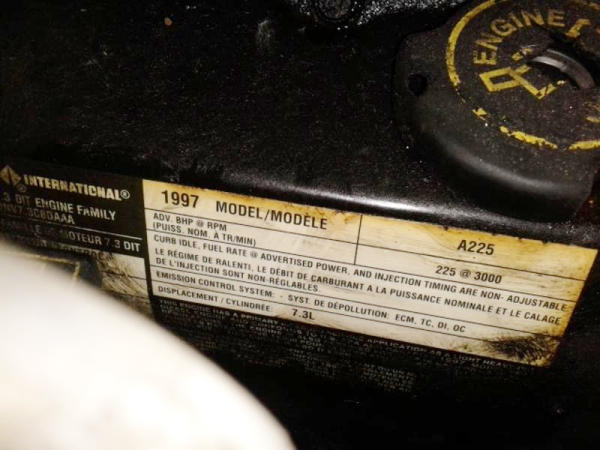 ENGINE
INTERNATIONAL®
.3 DIT ENGINE FAMILY
MOTEUR 7.3 DIT
1997 MODEL/MODÈLE A225
ADV. BHP @ RPM
(PUISS. NOM. À TR/MIN) 225 @ 3000
CURB IDLE, FUEL RATE @ ADVERTISED POWER, AND INJECTION TIMING ARE NON- ADJUSTABLE
LE RÉGIME DE RALENTI, LE DÉBIT DE CARBURANT A LA PUISSANCE NOMINALE ET LE CALAGE
DE L'INJECTION SONT NON-RÉGLABLES.
EMISSION CONTROL SYSTEM: - SYST. DE DÉPOLLUTION: ECM, TC, DI, OC
DISPLACEMENT / CYLINDRÉE: 7.3L